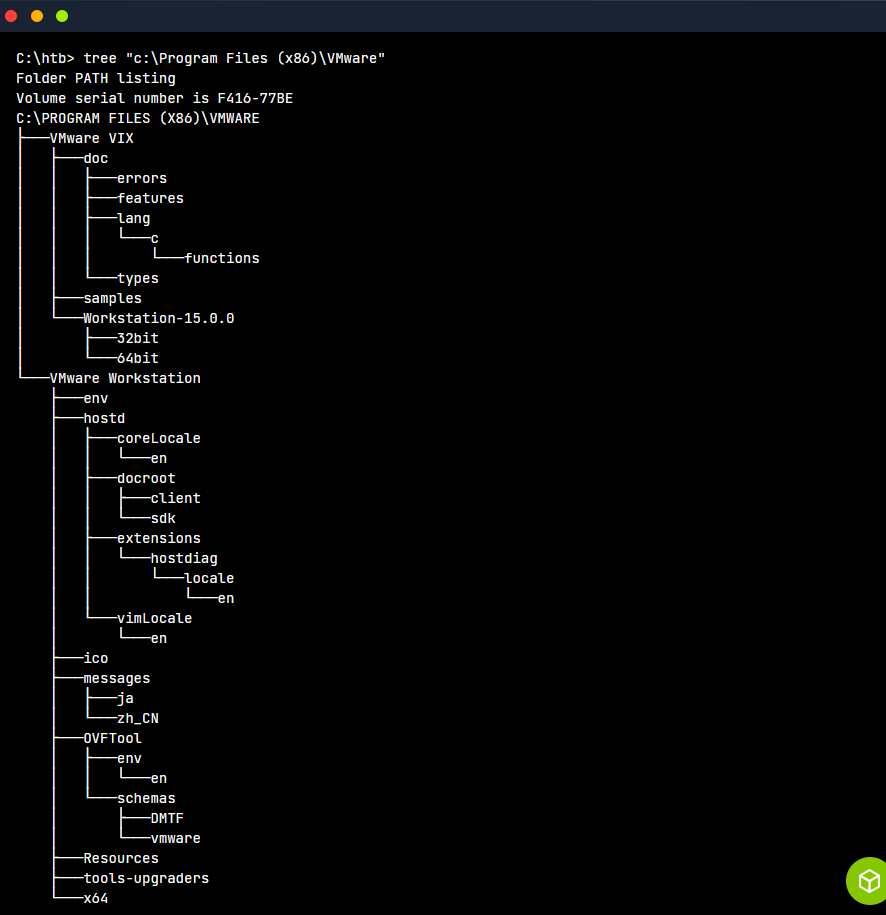 C:\htb> tree "c:\Program Files (x86)\VMware"
Folder PATH listing
Volume serial number is F416-77BE
C:\PROGRAM FILES (X86)\VMWARE
├───VMware VIX
│   ├───doc
│   │   ├───errors
│   │   ├───features
│   │   ├───lang
│   │   │   └───c
│   │   │       └───functions
│   │   └───types
│   ├───samples
│   └───Workstation-15.0.0
│       ├───32bit
│       └───64bit
└───VMware Workstation
    ├───env
    ├───hostd
    │   ├───coreLocale
    │   │   └───en
    │   ├───docroot
    │   │   ├───client
    │   │   └───sdk
    │   ├───extensions
    │   │   └───hostdiag
    │   │       └───locale
    │   │           └───en
    │   └───vimLocale
    │       └───en
    ├───ico
    ├───messages
    │   ├───ja
    │   └───zh_CN
    ├───OVFTool
    │   ├───env
    │   │   └───en
    │   └───schemas
    │       ├───DMTF
    │       └───vmware
    ├───Resources
    ├───tools-upgraders
    └───x64